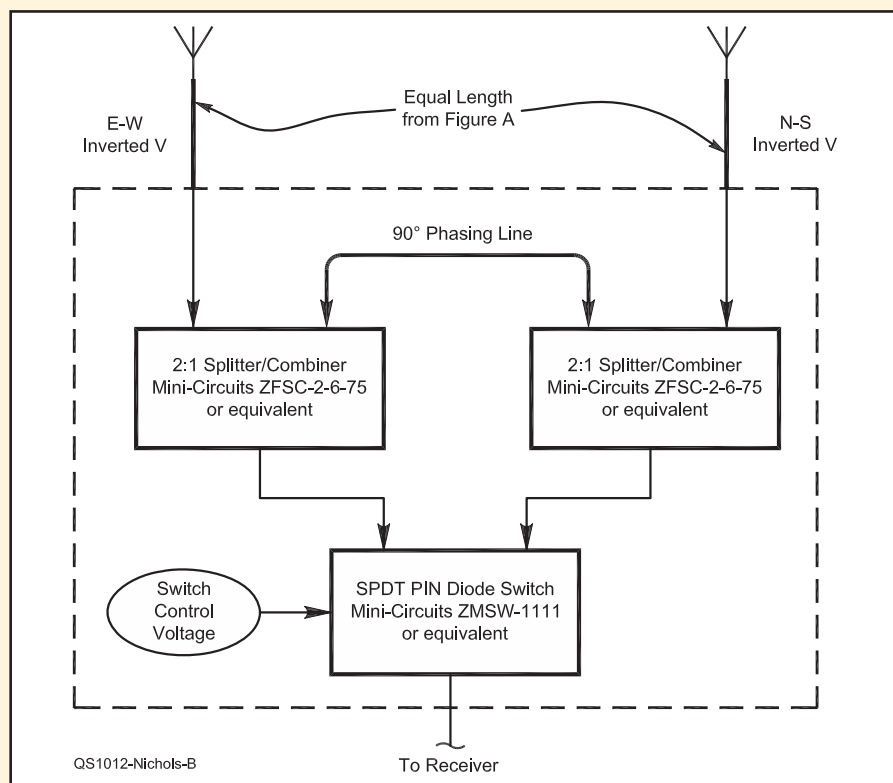 E-W
Inverted V
Equal Length
from Figure A
N-S
Inverted V
90° Phasing Line
2:1 Splitter/Combiner
Mini-Circuits ZFSC-2-6-75
or equivalent
2:1 Splitter/Combiner
Mini-Circuits ZFSC-2-6-75
or equivalent
Switch
Control
Voltage
SPDT PIN Diode Switch
Mini-Circuits ZMSW-1111
or equivalent
QS1012-Nichols-B
To Receiver